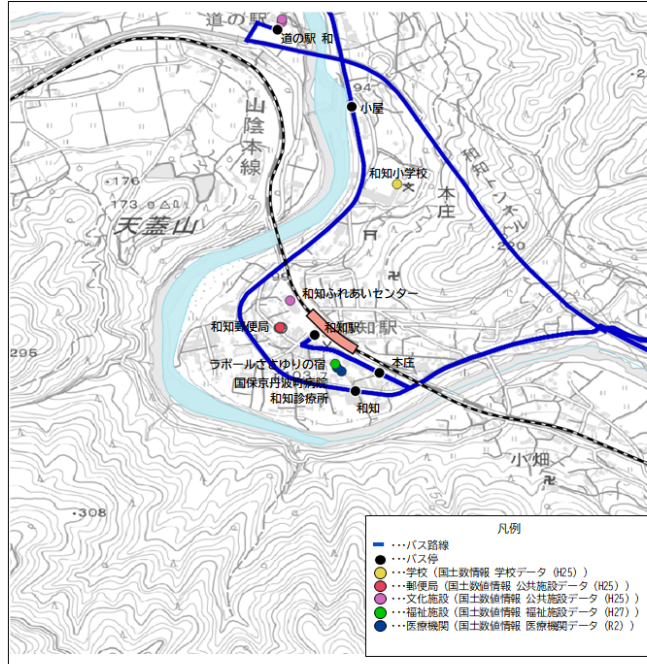 道の駅
道の駅 和
94
小屋
山陰本線
和知小学校
和知トンネル
本庄
・176
173
天蓋山
220
和知ふれあいセンター
和知郵便局
和知駅
知駅
295
ラポールささゆりの宿
本庄
国保京丹波町病院
和知診療所
和知
小畑
・308
凡例
・・・バス路線
・・・バス停
・・・学校（国土数情報 学校データ（H25））
・・・郵便局（国土数値情報 公共施設データ（H25））
・・・文化施設（国土数値情報 公共施設データ（H25））
・・・福祉施設（国土数値情報 福祉施設データ（H27））
・・・医療機関（国土数値情報 医療機関データ（R2））